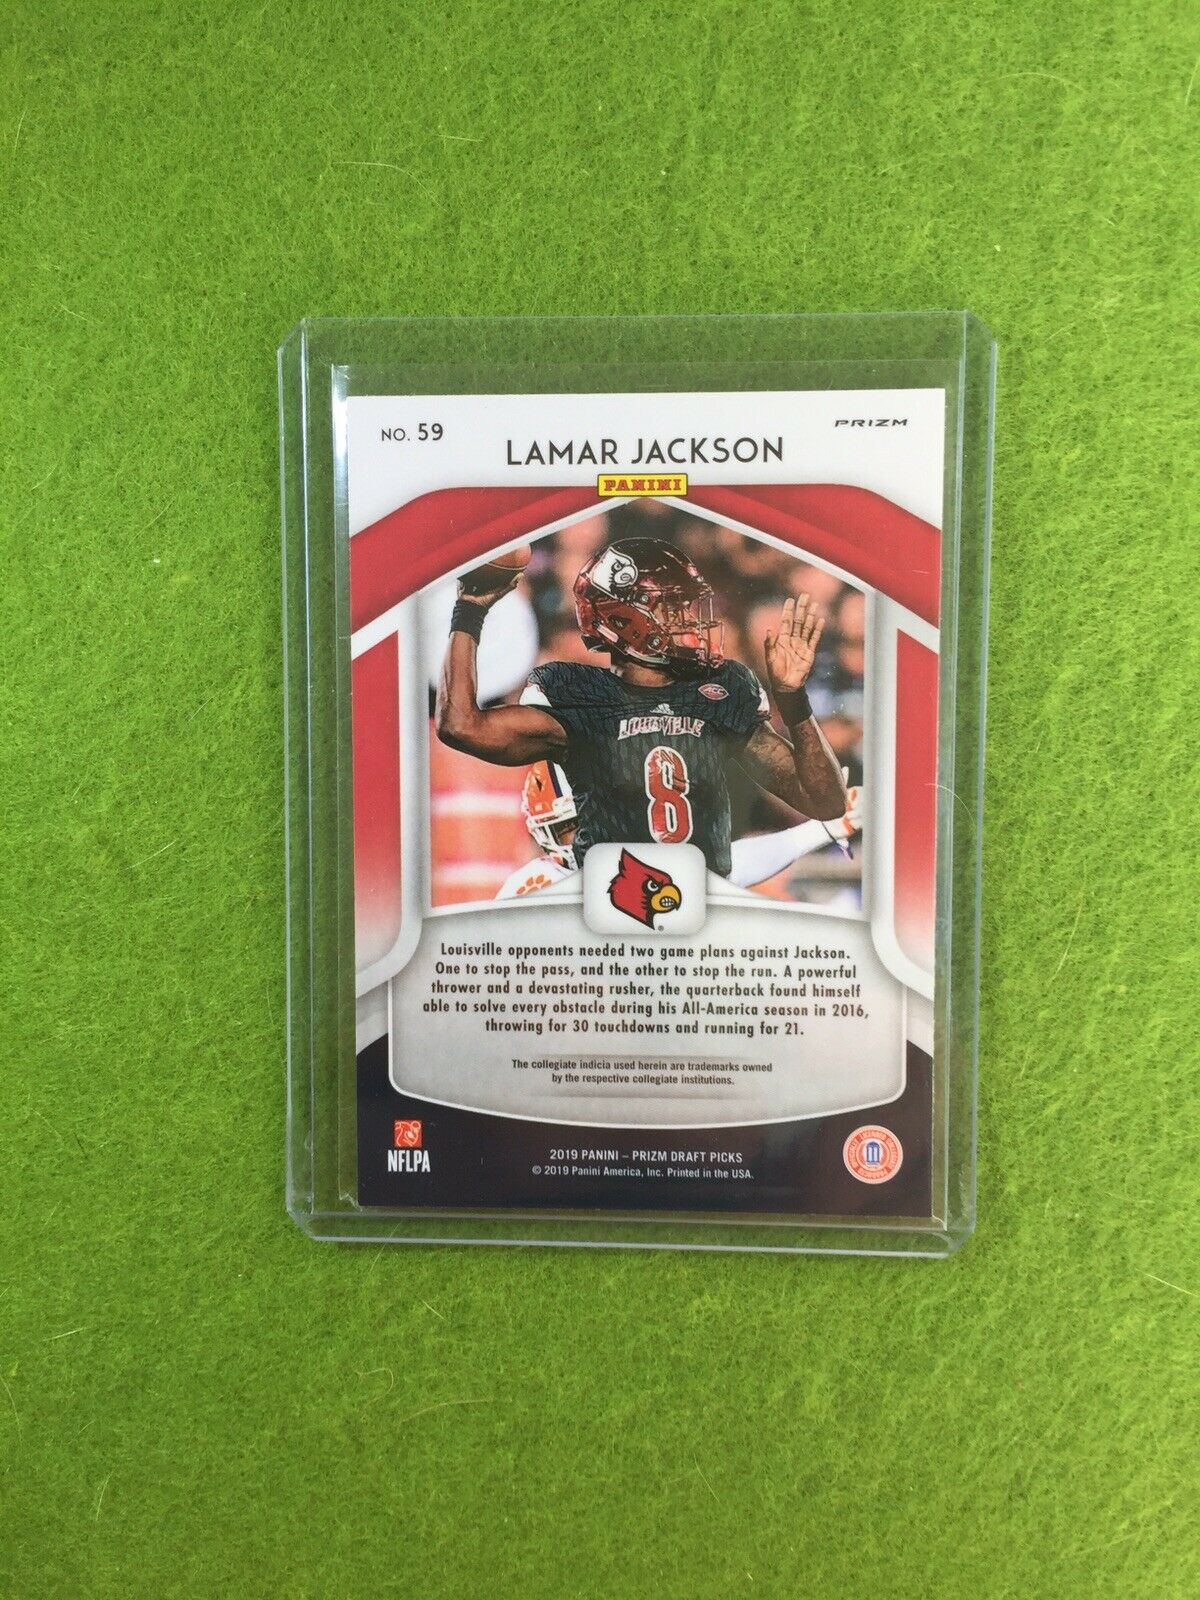 NO. 59
PRIZM
LAMAR JACKSON
PANINI
ACC
LOUISVILLE
8
Louisville opponents needed two game plans against Jackson.
One to stop the pass, and the other to stop the run. A powerful
thrower and a devastating rusher, the quarterback found himself
able to solve every obstacle during his All-America season in 2016,
throwing for 30 touchdowns and running for 21.
The collegiate indicia used herein are trademarks owned
by the respective collegiate institutions.
NFLPA
2019 PANINI – PRIZM DRAFT PICKS
© 2019 Panini America, Inc. Printed in the USA.